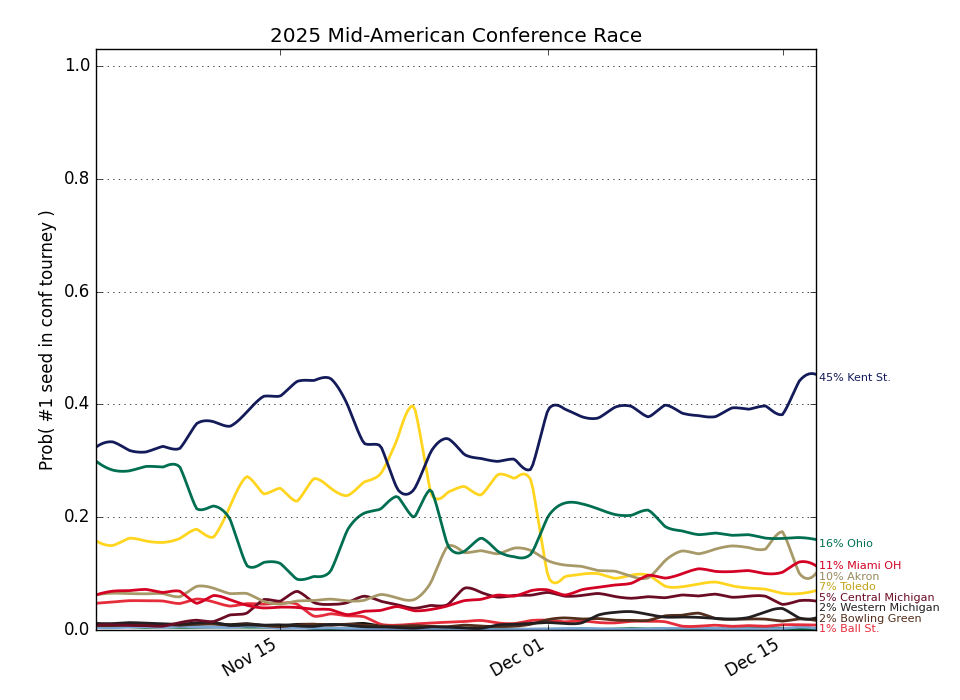 2025 Mid-American Conference Race
Prob( #1 seed in conf tourney )
1.0
0.8
0.6
0.4
0.2
0.0
Nov 15
Dec 01
Dec 15
45% Kent St.
16% Ohio
11% Miami OH
10% Akron
7% Toledo
5% Central Michigan
2% Western Michigan
2% Bowling Green
1% Ball St.